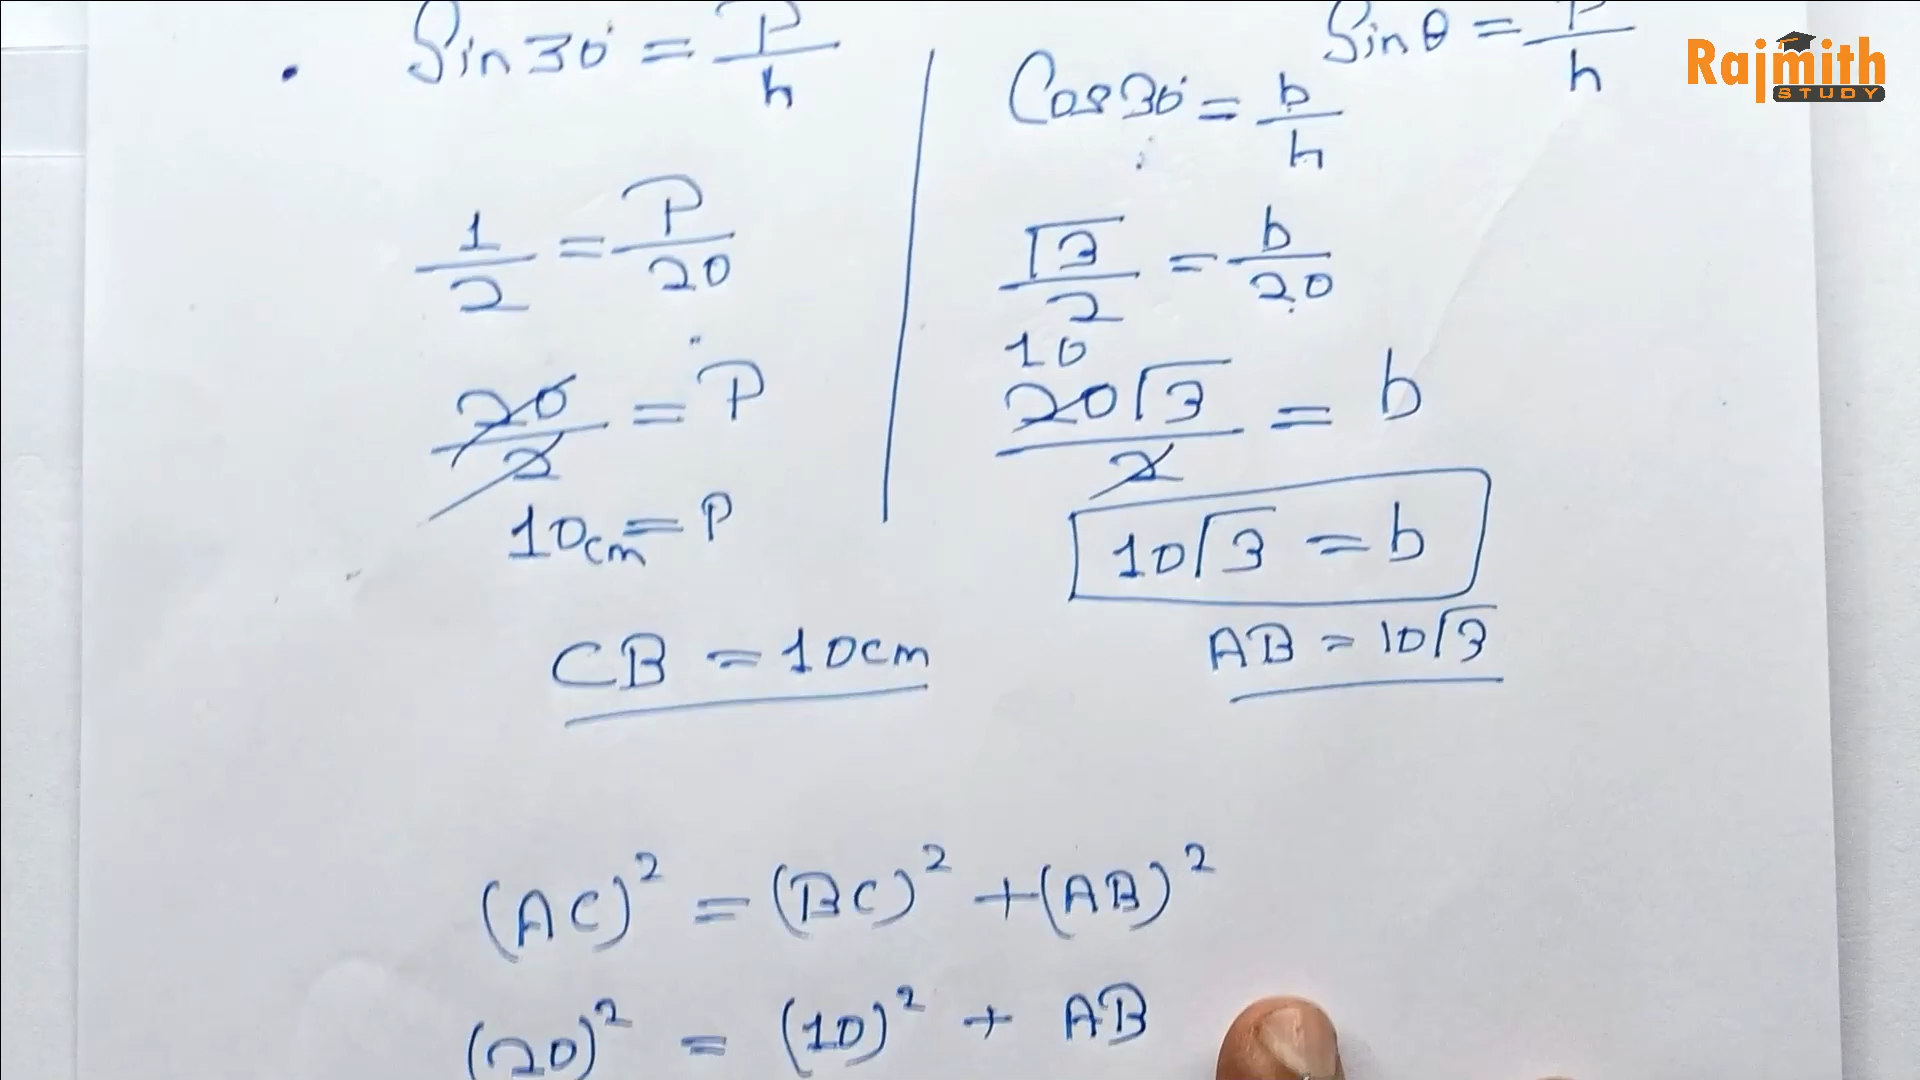 Sin 30° = P/h
1/2 = P/20
20/2 = P
10cm = P
CB = 10cm
Sin θ = P/h
Cos 30° = b/h
√3/2 = b/20
10
20√3/2 = b
10√3 = b
AB = 10√3
(AC)² = (BC)² + (AB)²
(20)² = (10)² + AB
Rajmith
STUDY